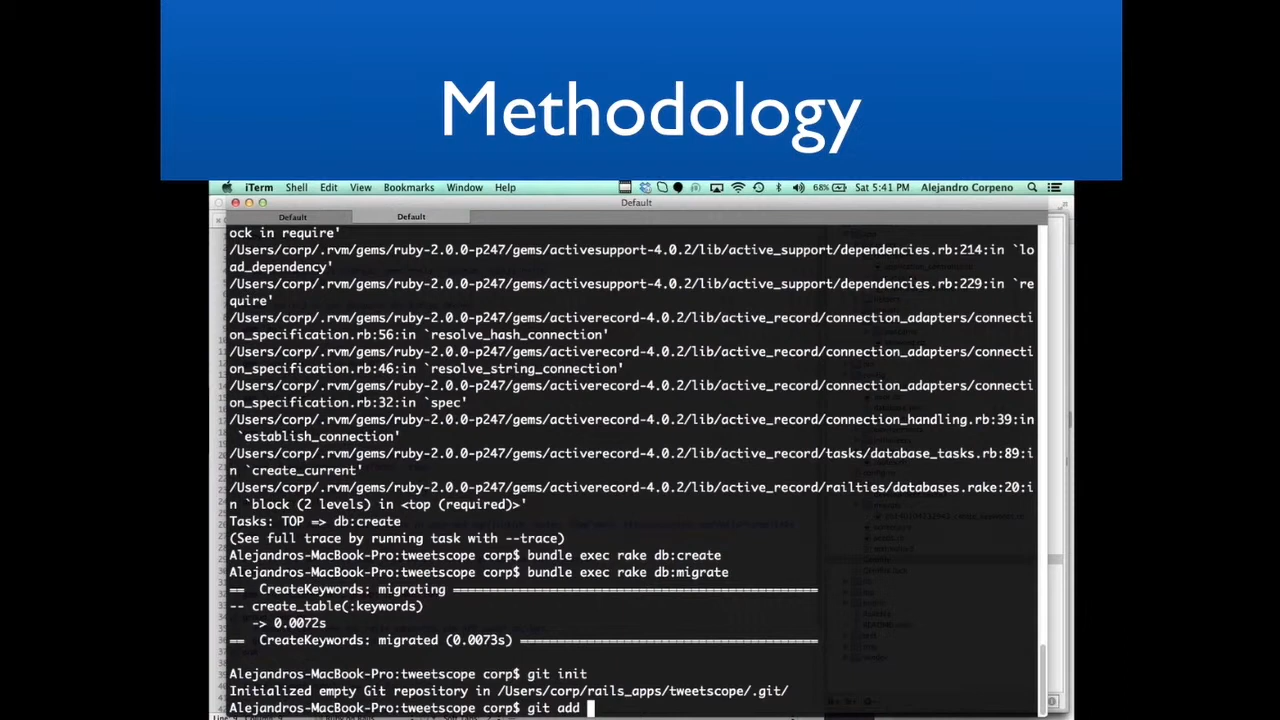 Methodology
iTerm Shell Edit View Bookmarks Window Help 68% Sat 5:41 PM Alejandro Corpeno
Default
Default Default
ock in require'
/Users/corp/.rvm/gems/ruby-2.0.0-p247/gems/activesupport-4.0.2/lib/active_support/dependencies.rb:214:in `lo
ad_dependency'
/Users/corp/.rvm/gems/ruby-2.0.0-p247/gems/activesupport-4.0.2/lib/active_support/dependencies.rb:229:in `re
quire'
/Users/corp/.rvm/gems/ruby-2.0.0-p247/gems/activerecord-4.0.2/lib/active_record/connection_adapters/connecti
on_specification.rb:56:in `resolve_hash_connection'
/Users/corp/.rvm/gems/ruby-2.0.0-p247/gems/activerecord-4.0.2/lib/active_record/connection_adapters/connecti
on_specification.rb:46:in `resolve_string_connection'
/Users/corp/.rvm/gems/ruby-2.0.0-p247/gems/activerecord-4.0.2/lib/active_record/connection_adapters/connecti
on_specification.rb:32:in `spec'
/Users/corp/.rvm/gems/ruby-2.0.0-p247/gems/activerecord-4.0.2/lib/active_record/connection_handling.rb:39:in
`establish_connection'
/Users/corp/.rvm/gems/ruby-2.0.0-p247/gems/activerecord-4.0.2/lib/active_record/tasks/database_tasks.rb:89:i
n `create_current'
/Users/corp/.rvm/gems/ruby-2.0.0-p247/gems/activerecord-4.0.2/lib/active_record/railties/databases.rake:20:i
n `block (2 levels) in <top (required)>'
Tasks: TOP => db:create
(See full trace by running task with --trace)
Alejandros-MacBook-Pro:tweetscope corp$ bundle exec rake db:create
Alejandros-MacBook-Pro:tweetscope corp$ bundle exec rake db:migrate
== CreateKeywords: migrating ====================================================
-- create_table(:keywords)
-> 0.0072s
== CreateKeywords: migrated (0.0073s) ===========================================
Alejandros-MacBook-Pro:tweetscope corp$ git init
Initialized empty Git repository in /Users/corp/rails_apps/tweetscope/.git/
Alejandros-MacBook-Pro:tweetscope corp$ git add